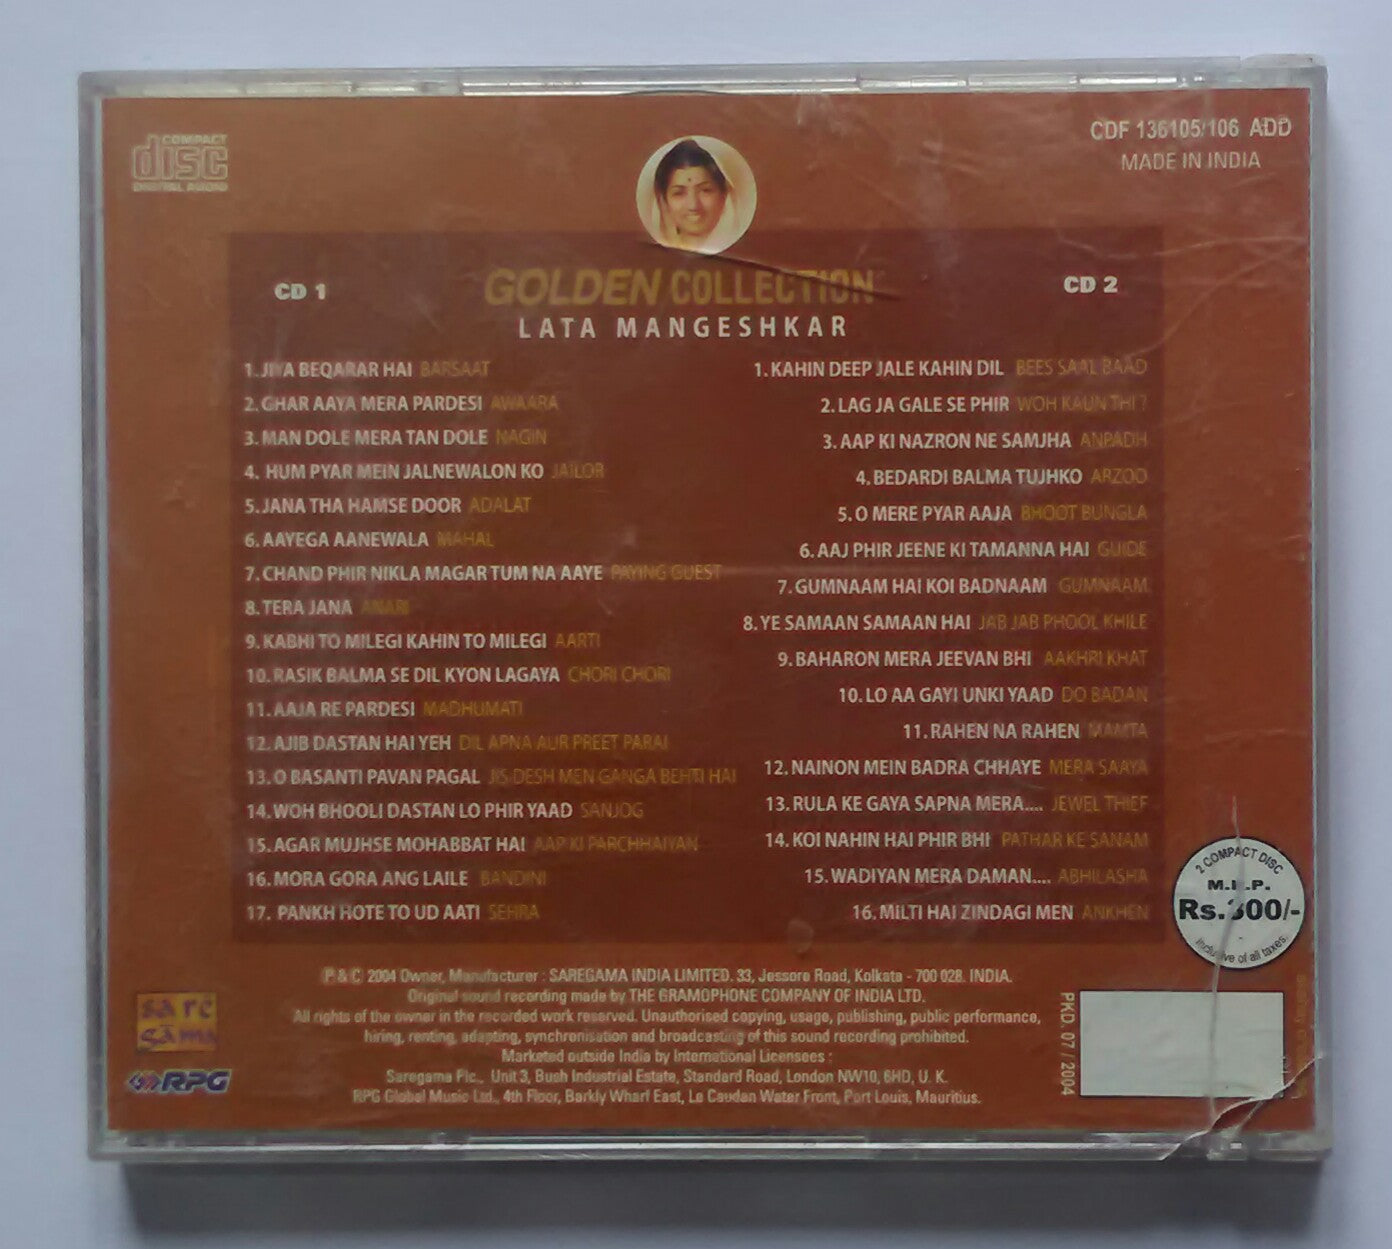 COMPACT
disc
DIGITAL AUDIO
CDF 136105/106 ADD
MADE IN INDIA
CD 1
GOLDEN COLLECTION
CD 2
LATA MANGESHKAR
1. JIYA BEQARAR HAI BARSAAT
2. GHAR AAYA MERA PARDESI AWAARA
3. MAN DOLE MERA TAN DOLE NAGIN
4. HUM PYAR MEIN JALNEWALON KO JAILOR
5. JANA THA HAMSE DOOR ADALAT
6. AAYEGA AANEWALA MAHAL
7. CHAND PHIR NIKLA MAGAR TUM NA AAYE PAYING GUEST
8. TERA JANA ANARI
9. KABHI TO MILEGI KAHIN TO MILEGI AARTI
10. RASIK BALMA SE DIL KYON LAGAYA CHORI CHORI
11. AAJA RE PARDESI MADHUMATI
12. AJIB DASTAN HAI YEH DIL APNA AUR PREET PARAI
13. O BASANTI PAVAN PAGAL JIS DESH MEN GANGA BEHTI HAI
14. WOH BHOOLI DASTAN LO PHIR YAAD SANJOG
15. AGAR MUJHSE MOHABBAT HAI AAP KI PARCHHAIYAN
16. MORA GORA ANG LAILE BANDINI
17. PANKH HOTE TO UD AATI SEHRA
1. KAHIN DEEP JALE KAHIN DIL BEES SAAL BAAD
2. LAG JA GALE SE PHIR WOH KAUN THI ?
3. AAP KI NAZRON NE SAMJHA ANPADH
4. BEDARDI BALMA TUJHKO ARZOO
5. O MERE PYAR AAJA BHOOT BUNGLA
6. AAJ PHIR JEENE KI TAMANNA HAI GUIDE
7. GUMNAAM HAI KOI BADNAAM GUMNAAM
8. YE SAMAAN SAMAAN HAI JAB JAB PHOOL KHILE
9. BAHARON MERA JEEVAN BHI AAKHRI KHAT
10. LO AA GAYI UNKI YAAD DO BADAN
11. RAHEN NA RAHEN MAMTA
12. NAINON MEIN BADRA CHHAYE MERA SAAYA
13. RULA KE GAYA SAPNA MERA.... JEWEL THIEF
14. KOI NAHIN HAI PHIR BHI PATHAR KE SANAM
15. WADIYAN MERA DAMAN.... ABHILASHA
16. MILTI HAI ZINDAGI MEN ANKHEN
2 COMPACT DISC
M.R.P.
Rs.300/-
Inclusive of all taxes
P & C 2004 Owner, Manufacturer : SAREGAMA INDIA LIMITED. 33, Jessore Road, Kolkata - 700 028. INDIA.
Original sound recording made by THE GRAMOPHONE COMPANY OF INDIA LTD.
All rights of the owner in the recorded work reserved. Unauthorised copying, usage, publishing, public performance,
hiring, renting, adapting, synchronisation and broadcasting of this sound recording prohibited.
Marketed outside India by International Licensees :
Saregama Plc., Unit 3, Bush Industrial Estate, Standard Road, London NW10, 6HD, U. K.
RPG Global Music Ltd., 4th Floor, Barkly Wharf East, Le Caudan Water Front, Port Louis, Mauritius.
sa re
ga ma
RPG
PKD. 07 / 2004